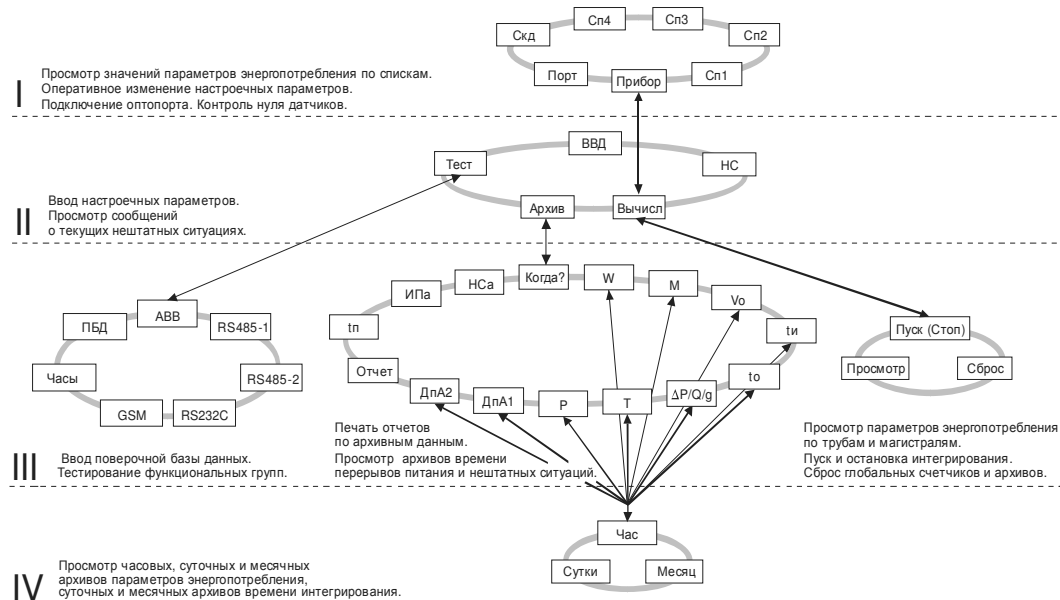 Сп4
Сп3
Скд
Сп2
Порт
Прибор
Сп1
I
Просмотр значений параметров энергопотребления по спискам.
Оперативное изменение настроечных параметров.
Подключение оптопорта. Контроль нуля датчиков.
ВВД
Тест
НС
Архив
Вычисл
II
Ввод настроечных параметров.
Просмотр сообщений
о текущих нештатных ситуациях.
АВВ
ПБД
RS485-1
Часы
RS485-2
GSM
RS232C
Когда?
W
M
НСа
ИПа
Vo
tп
tи
Отчет
to
ДпА2
ДпА1
P
T
ΔP/Q/g
Пуск (Стоп)
Просмотр
Сброс
III
Ввод поверочной базы данных.
Тестирование функциональных групп.
Печать отчетов
по архивным данным.
Просмотр архивов времени
перерывов питания и нештатных ситуаций.
Просмотр параметров энергопотребления
по трубам и магистралям.
Пуск и остановка интегрирования.
Сброс глобальных счетчиков и архивов.
Час
Сутки
Месяц
IV
Просмотр часовых, суточных и месячных
архивов параметров энергопотребления,
суточных и месячных архивов времени интегрирования.